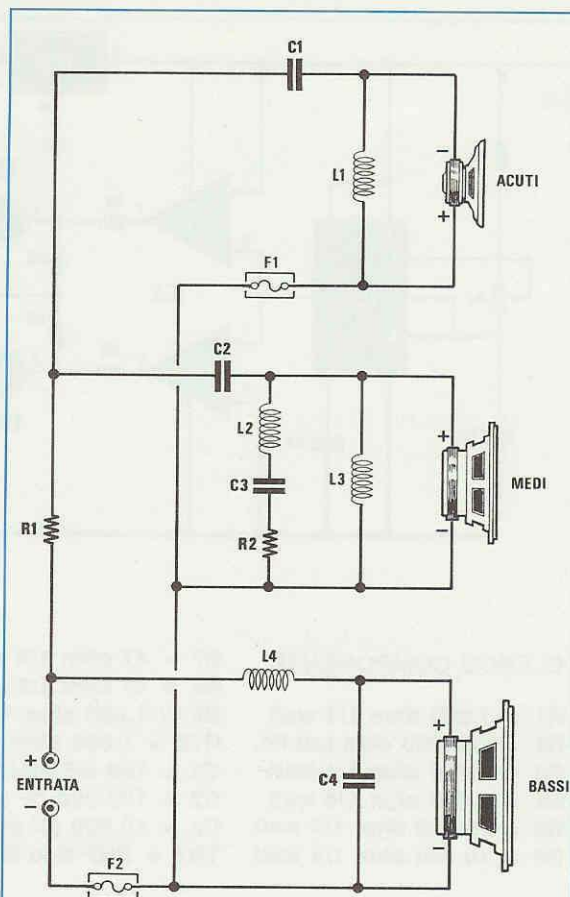 C1
L1
−
ACUTI
+
F1
C2
+
L2
C3
L3
MEDI
R1
R2
−
L4
+
+
ENTRATA
−
C4
BASSI
−
F2